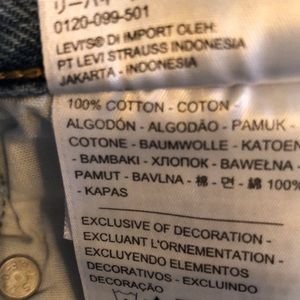 0120-099-501
LEVI'S® DI IMPORT OLEH:
PT LEVI STRAUSS INDONESIA
JAKARTA - INDONESIA
100% COTTON - COTON -
ALGODÓN - ALGODÃO - PAMUK -
COTONE - BAUMWOLLE - KATOEN
- BAMBAKI - ХЛОПОК - BAWEŁNA -
PAMUT - BAVLNA - 棉 - 면 - 綿 100%
- KAPAS
EXCLUSIVE OF DECORATION -
EXCLUANT L'ORNEMENTATION -
EXCLUYENDO ELEMENTOS
DECORATIVOS - EXCLUINDO